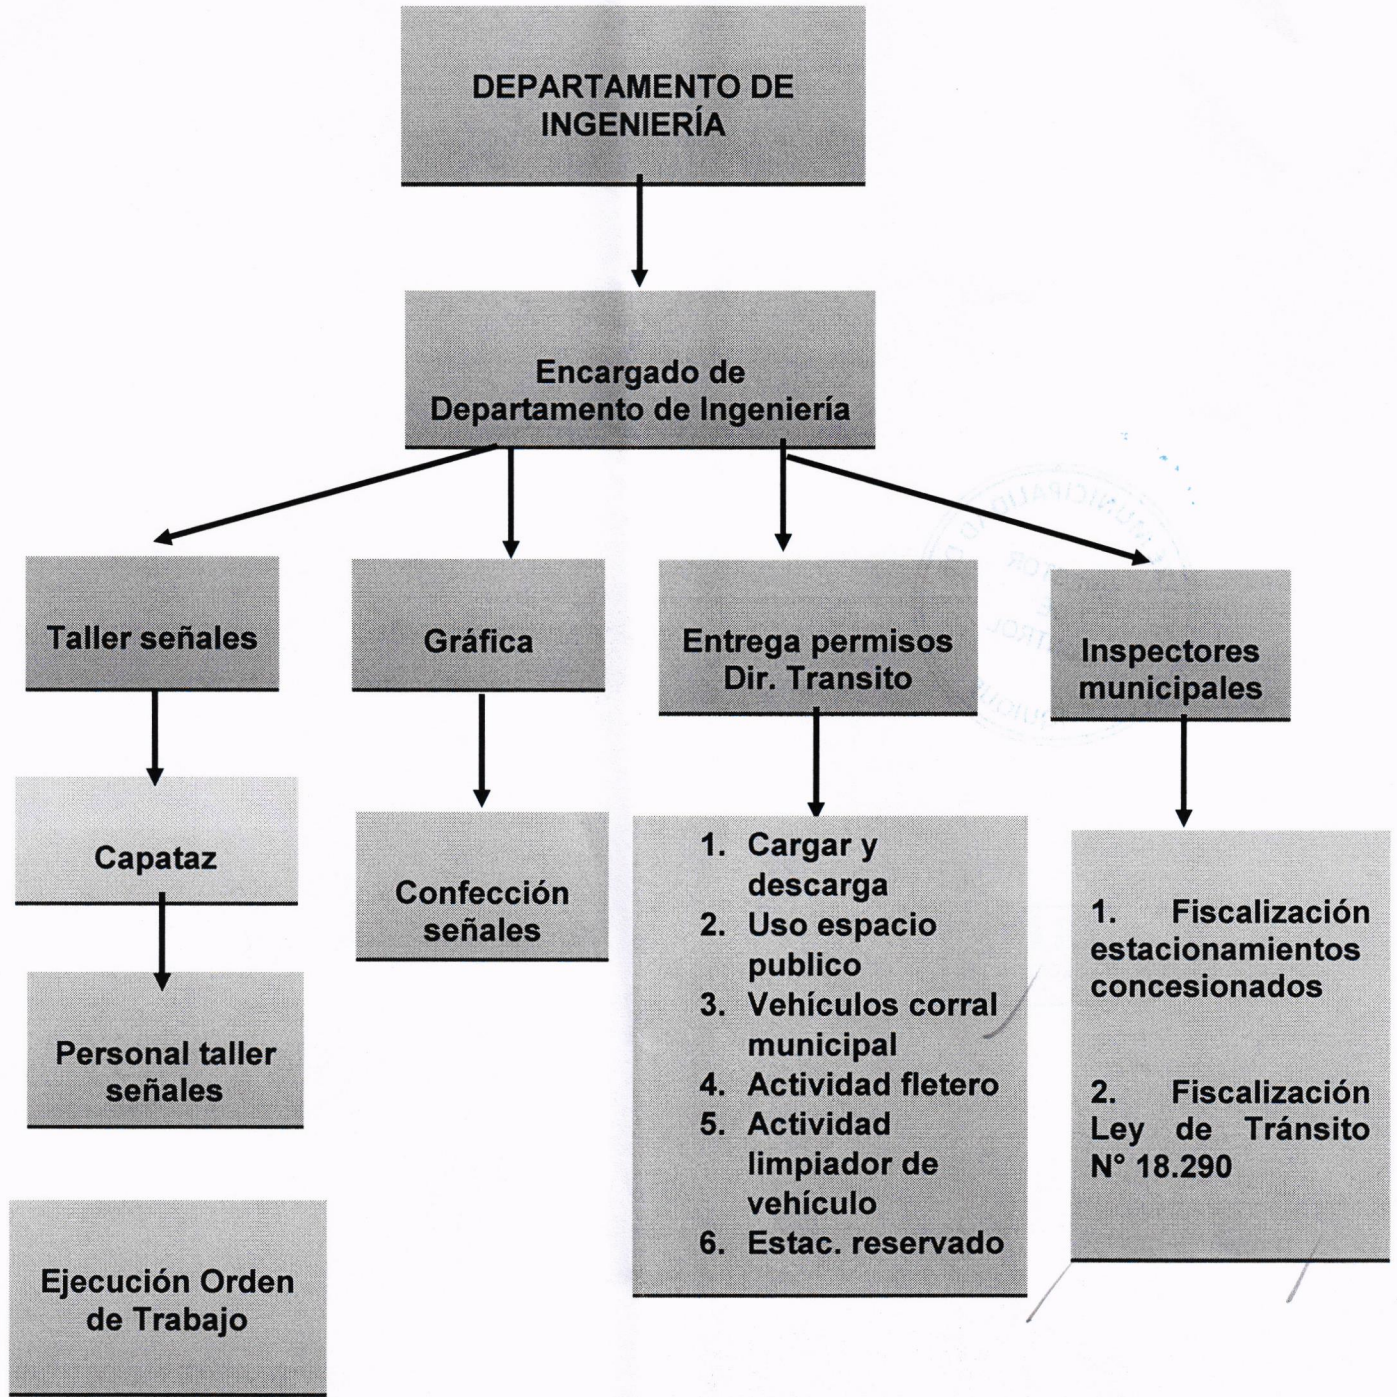 DEPARTAMENTO DE
INGENIERÍA
Encargado de
Departamento de Ingeniería
Taller señales
Gráfica
Entrega permisos
Dir. Transito
Inspectores
municipales
Capataz
Confección
señales
Personal taller
señales
Ejecución Orden
de Trabajo
1. Cargar y
descarga
2. Uso espacio
publico
3. Vehículos corral
municipal
4. Actividad fletero
5. Actividad
limpiador de
vehículo
6. Estac. reservado
1. Fiscalización
estacionamientos
concesionados
2. Fiscalización
Ley de Tránsito
N° 18.290